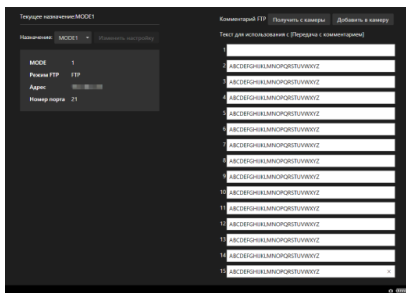 Текущее назначение:MODE1
Назначение: MODE1 Изменить настройку
MODE 1
Режим FTP FTP
Адрес
Номер порта 21
Комментарий FTP Получить с камеры Добавить в камеру
Текст для использования с [Передача с комментарием]
1
2 ABCDEFGHIJKLMNOPQRSTUVWXYZ
3 ABCDEFGHIJKLMNOPQRSTUVWXYZ
4 ABCDEFGHIJKLMNOPQRSTUVWXYZ
5 ABCDEFGHIJKLMNOPQRSTUVWXYZ
6 ABCDEFGHIJKLMNOPQRSTUVWXYZ
7 ABCDEFGHIJKLMNOPQRSTUVWXYZ
8 ABCDEFGHIJKLMNOPQRSTUVWXYZ
9 ABCDEFGHIJKLMNOPQRSTUVWXYZ
10 ABCDEFGHIJKLMNOPQRSTUVWXYZ
11 ABCDEFGHIJKLMNOPQRSTUVWXYZ
12 ABCDEFGHIJKLMNOPQRSTUVWXYZ
13 ABCDEFGHIJKLMNOPQRSTUVWXYZ
14 ABCDEFGHIJKLMNOPQRSTUVWXYZ
15 ABCDEFGHIJKLMNOPQRSTUVWXYZ ×